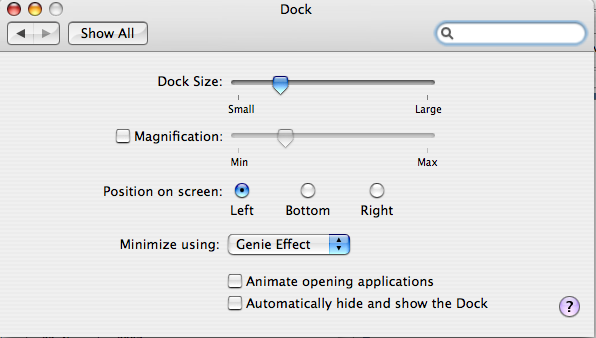 Dock
Show All
Dock Size:
Small Large
Magnification:
Min Max
Position on screen:
Left Bottom Right
Minimize using: Genie Effect
Animate opening applications
Automatically hide and show the Dock
?